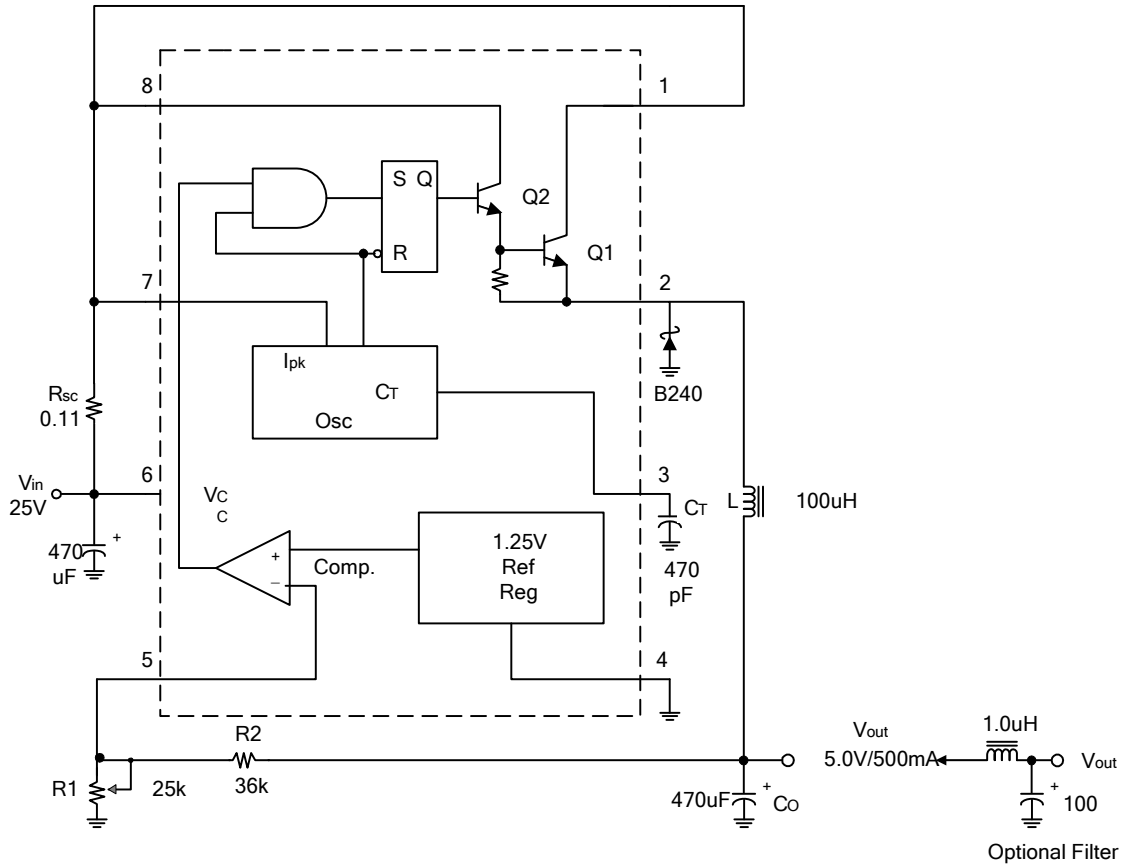 8
1
S Q
Q2
R
Q1
7
2
Ipk
CT
Osc
B240
Rsc
0.11
Vin
25V
6
VC
C
3
CT
L
100uH
470
uF
+
+
−
Comp.
1.25V
Ref
Reg
470
pF
5
4
R2
36k
R1
25k
Vout
5.0V/500mA
1.0uH
Vout
470uF
+
CO
+
100
Optional Filter